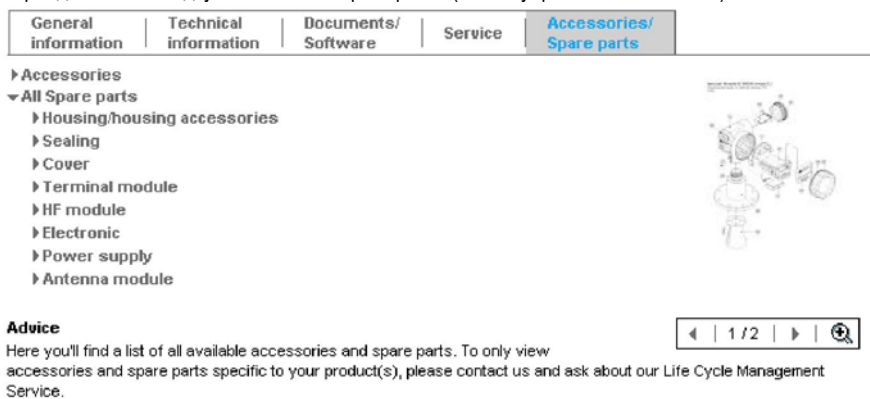 General information
Technical information
Documents/ Software
Service
Accessories/ Spare parts
Accessories
All Spare parts
Housing/housing accessories
Sealing
Cover
Terminal module
HF module
Electronic
Power supply
Antenna module
1/2
Advice
Here you'll find a list of all available accessories and spare parts. To only view
accessories and spare parts specific to your product(s), please contact us and ask about our Life Cycle Management
Service.